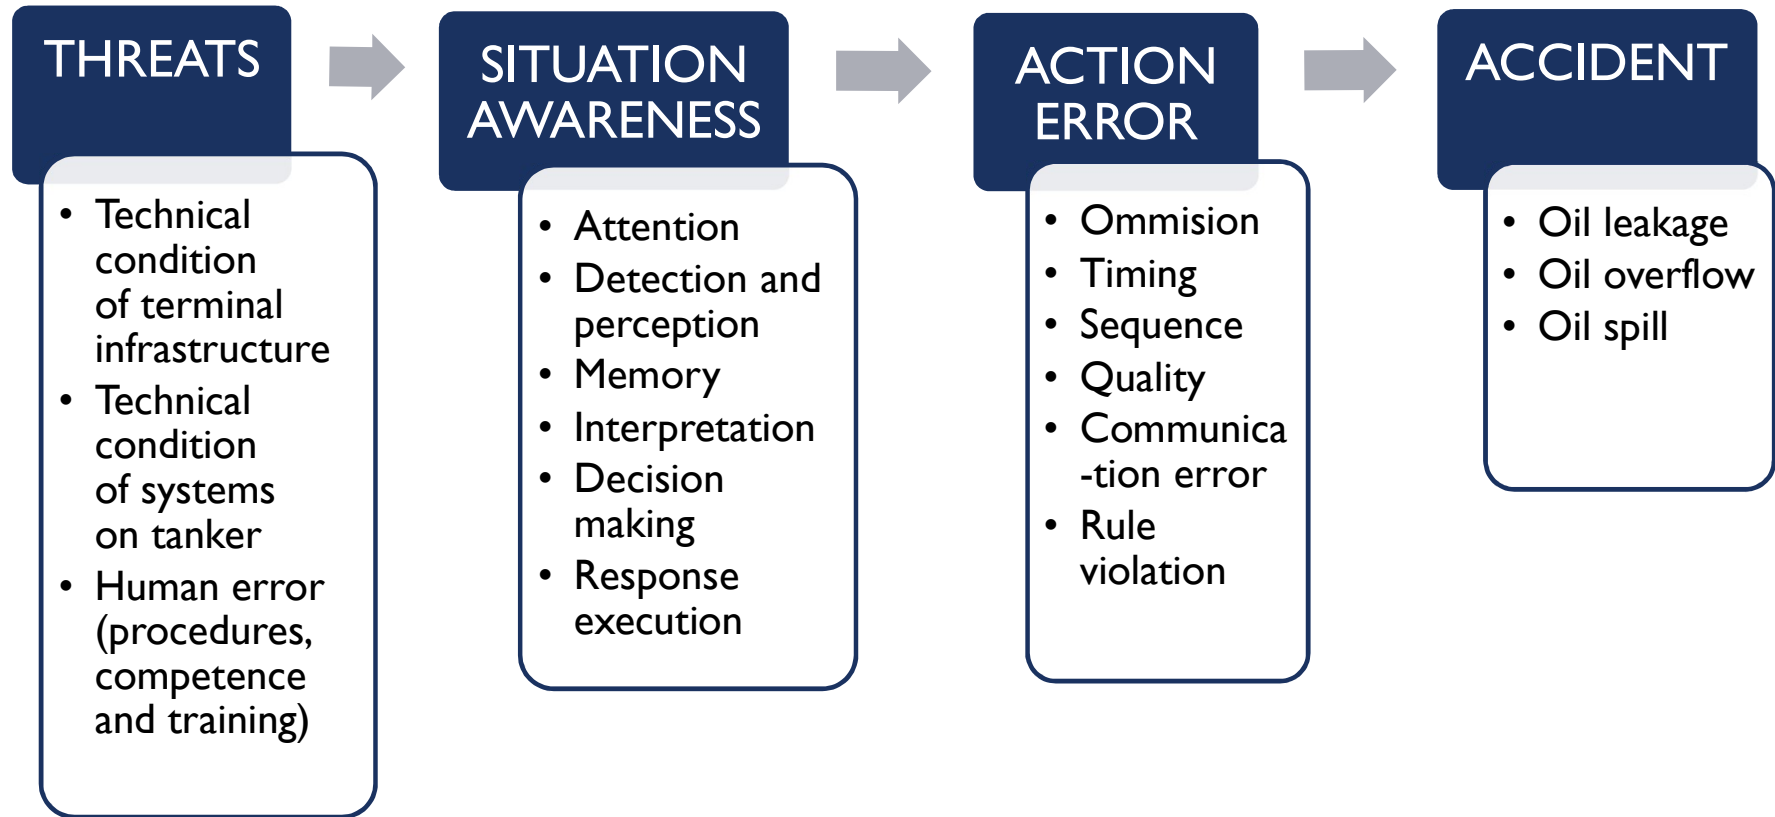 THREATS
• Technical
condition
of terminal
infrastructure
• Technical
condition
of systems
on tanker
• Human error
(procedures,
competence
and training)
SITUATION
AWARENESS
• Attention
• Detection and
perception
• Memory
• Interpretation
• Decision
making
• Response
execution
ACTION
ERROR
• Ommision
• Timing
• Sequence
• Quality
• Communica
-tion error
• Rule
violation
ACCIDENT
• Oil leakage
• Oil overflow
• Oil spill